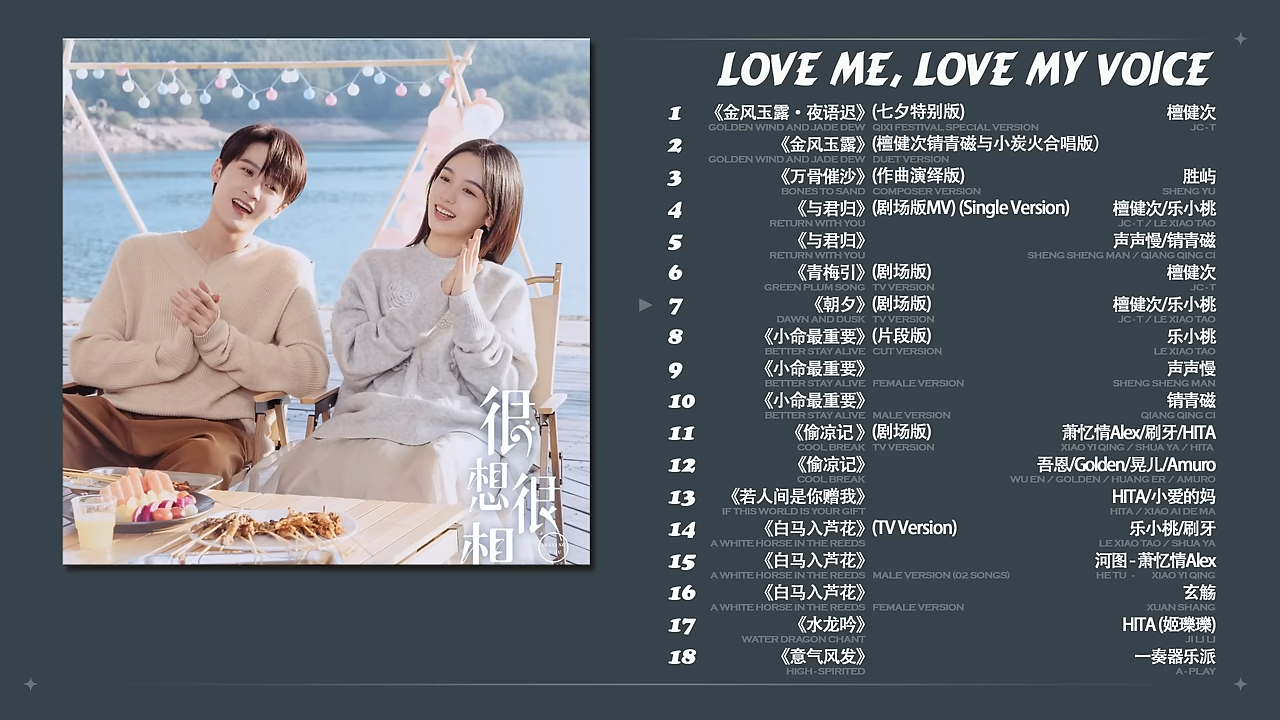 LOVE ME, LOVE MY VOICE
1 《金风玉露·夜语迟》 (七夕特别版) 檀健次
GOLDEN WIND AND JADE DEW QIXI FESTIVAL SPECIAL VERSION JC-T
2 《金风玉露》 (檀健次锖青磁与小炭火合唱版)
GOLDEN WIND AND JADE DEW DUET VERSION
3 《万骨催沙》 (作曲演绎版) 胜屿
BONES TO SAND COMPOSER VERSION SHENG YU
4 《与君归》 (剧场版MV) (Single Version) 檀健次/乐小桃
RETURN WITH YOU JC-T / LE XIAO TAO
5 《与君归》 声声慢/锖青磁
RETURN WITH YOU SHENG SHENG MAN / QIANG QING CI
6 《青梅引》 (剧场版) 檀健次
GREEN PLUM SONG TV VERSION JC-T
7 《朝夕》 (剧场版) 檀健次/乐小桃
DAWN AND DUSK TV VERSION JC-T / LE XIAO TAO
8 《小命最重要》 (片段版) 乐小桃
BETTER STAY ALIVE CUT VERSION LE XIAO TAO
9 《小命最重要》 声声慢
BETTER STAY ALIVE FEMALE VERSION SHENG SHENG MAN
10 《小命最重要》 锖青磁
BETTER STAY ALIVE MALE VERSION QIANG QING CI
11 《偷凉记 》 (剧场版) 萧忆情Alex/刷牙/HITA
COOL BREAK TV VERSION XIAO YI QING / SHUA YA / HITA
12 《偷凉记》 吾恩/Golden/晃儿/Amuro
COOL BREAK WU EN / GOLDEN / HUANG ER / AMURO
13 《若人间是你赠我》 HITA/小爱的妈
IF THIS WORLD IS YOUR GIFT HITA / XIAO AI DE MA
14 《白马入芦花》 (TV Version) 乐小桃/刷牙
A WHITE HORSE IN THE REEDS LE XIAO TAO / SHUA YA
15 《白马入芦花》 河图 - 萧忆情Alex
A WHITE HORSE IN THE REEDS MALE VERSION (02 SONGS) HE TU - XIAO YI QING
16 《白马入芦花》 玄觞
A WHITE HORSE IN THE REEDS FEMALE VERSION XUAN SHANG
17 《水龙吟》 HITA (姬瓅瓅)
WATER DRAGON CHANT JI LI LI
18 《意气风发》 一奏器乐派
HIGH-SPIRITED A-PLAY
很
想
很
相